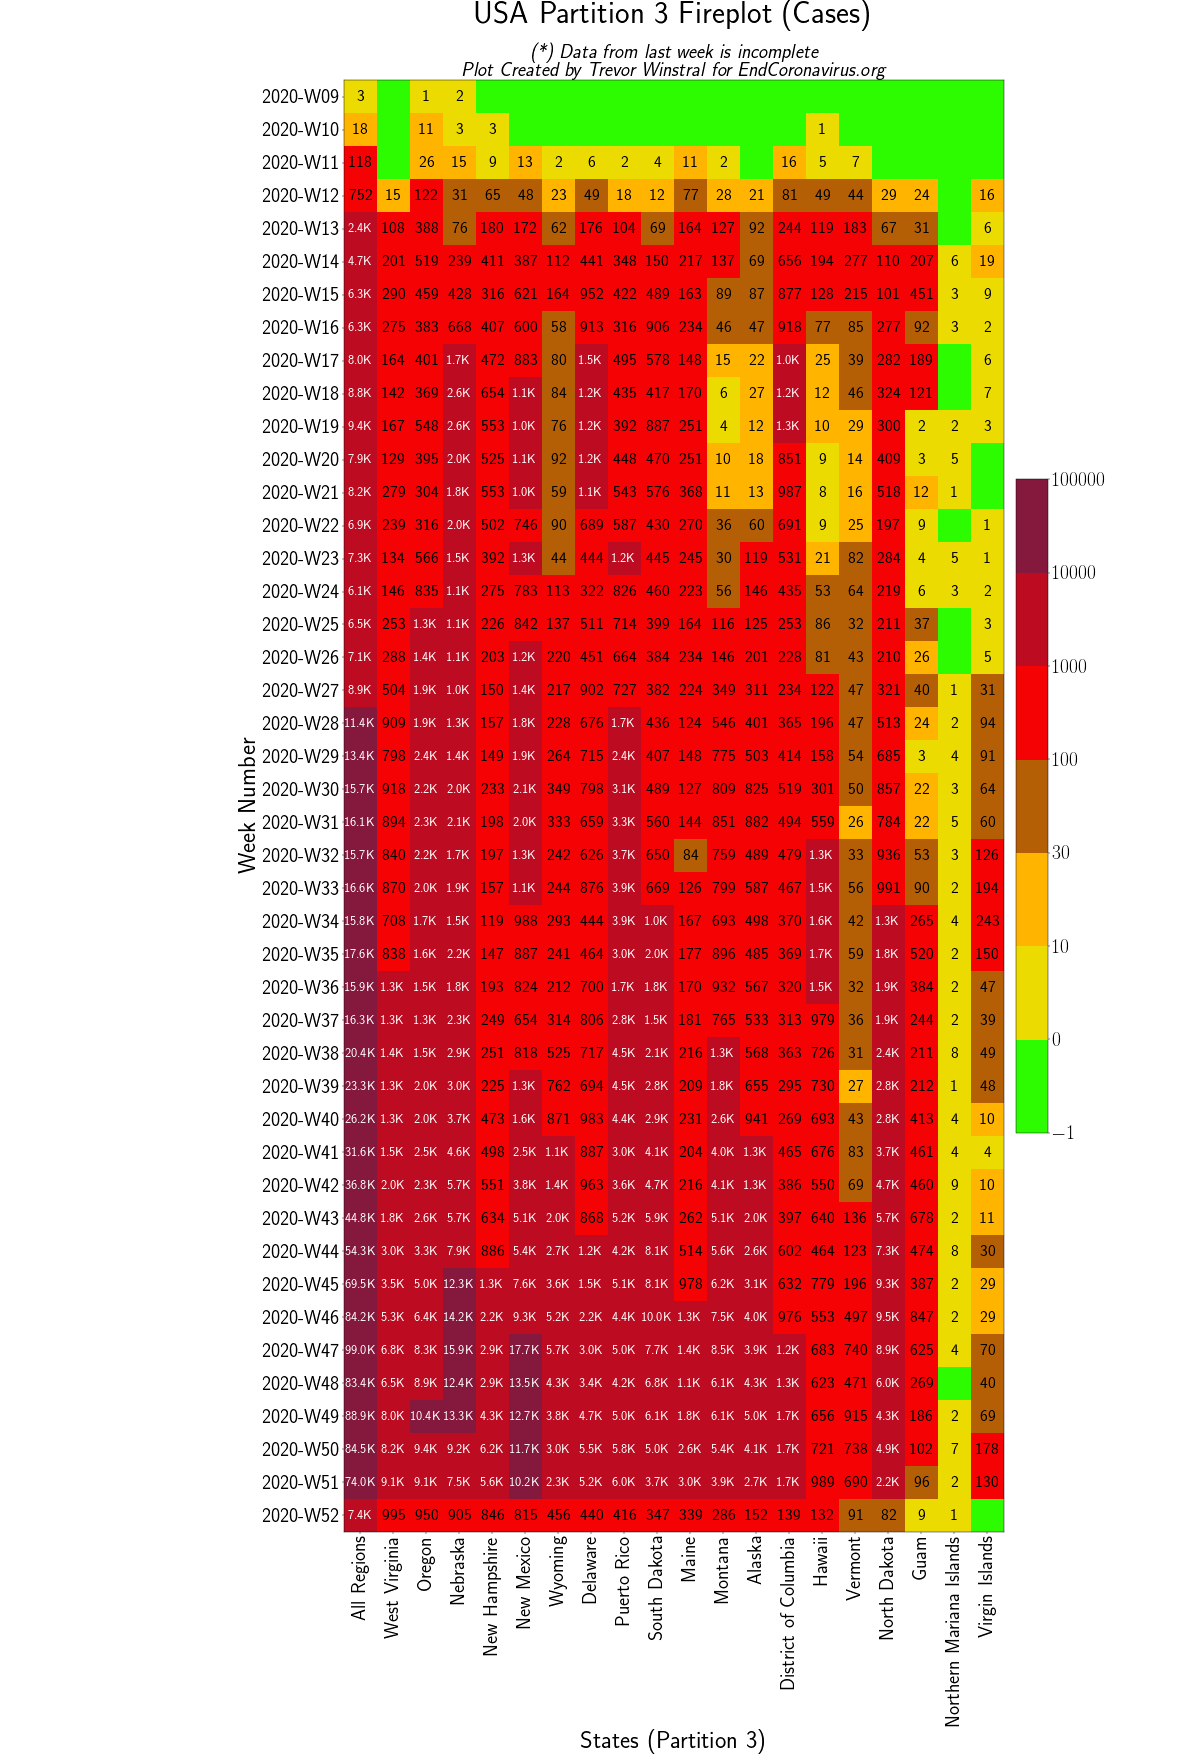 USA Partition 3 Fireplot (Cases)
(*) Data from last week is incomplete
Plot Created by Trevor Winstral for EndCoronavirus.org
2020-W09 3 1 2
2020-W10 18 11 3 3 1
2020-W11 118 26 15 9 13 2 6 2 4 11 2 16 5 7
2020-W12 752 15 122 31 65 48 23 49 18 12 77 28 21 81 49 44 29 24 16
2020-W13 2.4K 108 388 76 180 172 62 176 104 69 164 127 92 244 119 183 67 31 6
2020-W14 4.7K 201 519 239 411 387 112 441 348 150 217 137 69 656 194 277 110 207 6 19
2020-W15 6.3K 290 459 428 316 621 164 952 422 489 163 89 87 877 128 215 101 451 3 9
2020-W16 6.3K 275 383 668 407 600 58 913 316 906 234 46 47 918 77 85 277 92 3 2
2020-W17 8.0K 164 401 1.7K 472 883 80 1.5K 495 578 148 15 22 1.0K 25 39 282 189 6
2020-W18 8.8K 142 369 2.6K 654 1.1K 84 1.2K 435 417 170 6 27 1.2K 12 46 324 121 7
2020-W19 9.4K 167 548 2.6K 553 1.0K 76 1.2K 392 887 251 4 12 1.3K 10 29 300 2 2 3
2020-W20 7.9K 129 395 2.0K 525 1.1K 92 1.2K 448 470 251 10 18 851 9 14 409 3 5
2020-W21 8.2K 279 304 1.8K 553 1.0K 59 1.1K 543 576 368 11 13 987 8 16 518 12 1
2020-W22 6.9K 239 316 2.0K 502 746 90 689 587 430 270 36 60 691 9 25 197 9 1
2020-W23 7.3K 134 566 1.5K 392 1.3K 44 444 1.2K 445 245 30 119 531 21 82 284 4 5 1
2020-W24 6.1K 146 835 1.1K 275 783 113 322 826 460 223 56 146 435 53 64 219 6 3 2
2020-W25 6.5K 253 1.3K 1.1K 226 842 137 511 714 399 164 116 125 253 86 32 211 37 3
2020-W26 7.1K 288 1.4K 1.1K 203 1.2K 220 451 664 384 234 146 201 228 81 43 210 26 5
2020-W27 8.9K 504 1.9K 1.0K 150 1.4K 217 902 727 382 224 349 311 234 122 47 321 40 1 31
2020-W28 11.4K 909 1.9K 1.3K 157 1.8K 228 676 1.7K 436 124 546 401 365 196 47 513 24 2 94
2020-W29 13.4K 798 2.4K 1.4K 149 1.9K 264 715 2.4K 407 148 775 503 414 158 54 685 3 4 91
2020-W30 15.7K 918 2.2K 2.0K 233 2.1K 349 798 3.1K 489 127 809 825 519 301 50 857 22 3 64
2020-W31 16.1K 894 2.3K 2.1K 198 2.0K 333 659 3.3K 560 144 851 882 494 559 26 784 22 5 60
2020-W32 15.7K 840 2.2K 1.7K 197 1.3K 242 626 3.7K 650 84 759 489 479 1.3K 33 936 53 3 126
2020-W33 16.6K 870 2.0K 1.9K 157 1.1K 244 876 3.9K 669 126 799 587 467 1.5K 56 991 90 2 194
2020-W34 15.8K 708 1.7K 1.5K 119 988 293 444 3.9K 1.0K 167 693 498 370 1.6K 42 1.3K 265 4 243
2020-W35 17.6K 838 1.6K 2.2K 147 887 241 464 3.0K 2.0K 177 896 485 369 1.7K 59 1.8K 520 2 150
2020-W36 15.9K 1.3K 1.5K 1.8K 193 824 212 700 1.7K 1.8K 170 932 567 320 1.5K 32 1.9K 384 2 47
2020-W37 16.3K 1.3K 1.3K 2.3K 249 654 314 806 2.8K 1.5K 181 765 533 313 979 36 1.9K 244 2 39
2020-W38 20.4K 1.4K 1.5K 2.9K 251 818 525 717 4.5K 2.1K 216 1.3K 568 363 726 31 2.4K 211 8 49
2020-W39 23.3K 1.3K 2.0K 3.0K 225 1.3K 762 694 4.5K 2.8K 209 1.8K 655 295 730 27 2.8K 212 1 48
2020-W40 26.2K 1.3K 2.0K 3.7K 473 1.6K 871 983 4.4K 2.9K 231 2.6K 941 269 693 43 2.8K 413 4 10
2020-W41 31.6K 1.5K 2.5K 4.6K 498 2.5K 1.1K 887 3.0K 4.1K 204 4.0K 1.3K 465 676 83 3.7K 461 4 4
2020-W42 36.8K 2.0K 2.3K 5.7K 551 3.8K 1.4K 963 3.6K 4.7K 216 4.1K 1.3K 386 550 69 4.7K 460 9 10
2020-W43 44.8K 1.8K 2.6K 5.7K 634 5.1K 2.0K 868 5.2K 5.9K 262 5.1K 2.0K 397 640 136 5.7K 678 2 11
2020-W44 54.3K 3.0K 3.3K 7.9K 886 5.4K 2.7K 1.2K 4.2K 8.1K 514 5.6K 2.6K 602 464 123 7.3K 474 8 30
2020-W45 69.5K 3.5K 5.0K 12.3K 1.3K 7.6K 3.6K 1.5K 5.1K 8.1K 978 6.2K 3.1K 632 779 196 9.3K 387 2 29
2020-W46 84.2K 5.3K 6.4K 14.2K 2.2K 9.3K 5.2K 2.2K 4.4K 10.0K 1.3K 7.5K 4.0K 976 553 497 9.5K 847 2 29
2020-W47 99.0K 6.8K 8.3K 15.9K 2.9K 17.7K 5.7K 3.0K 5.0K 7.7K 1.4K 8.5K 3.9K 1.2K 683 740 8.9K 625 4 70
2020-W48 83.4K 6.5K 8.9K 12.4K 2.9K 13.5K 4.3K 3.4K 4.2K 6.8K 1.1K 6.1K 4.3K 1.3K 623 471 6.0K 269 40
2020-W49 88.9K 8.0K 10.4K 13.3K 4.3K 12.7K 3.8K 4.7K 5.0K 6.1K 1.8K 6.1K 5.0K 1.7K 656 915 4.3K 186 2 69
2020-W50 84.5K 8.2K 9.4K 9.2K 6.2K 11.7K 3.0K 5.5K 5.8K 5.0K 2.6K 5.4K 4.1K 1.7K 721 738 4.9K 102 7 178
2020-W51 74.0K 9.1K 9.1K 7.5K 5.6K 10.2K 2.3K 5.2K 6.0K 3.7K 3.0K 3.9K 2.7K 1.7K 989 690 2.2K 96 2 130
2020-W52 7.4K 995 950 905 846 815 456 440 416 347 339 286 152 139 132 91 82 9 1
Week Number
All Regions
West Virginia
Oregon
Nebraska
New Hampshire
New Mexico
Wyoming
Delaware
Puerto Rico
South Dakota
Maine
Montana
Alaska
District of Columbia
Hawaii
Vermont
North Dakota
Guam
Northern Mariana Islands
Virgin Islands
States (Partition 3)
100000
10000
1000
100
30
10
0
−1